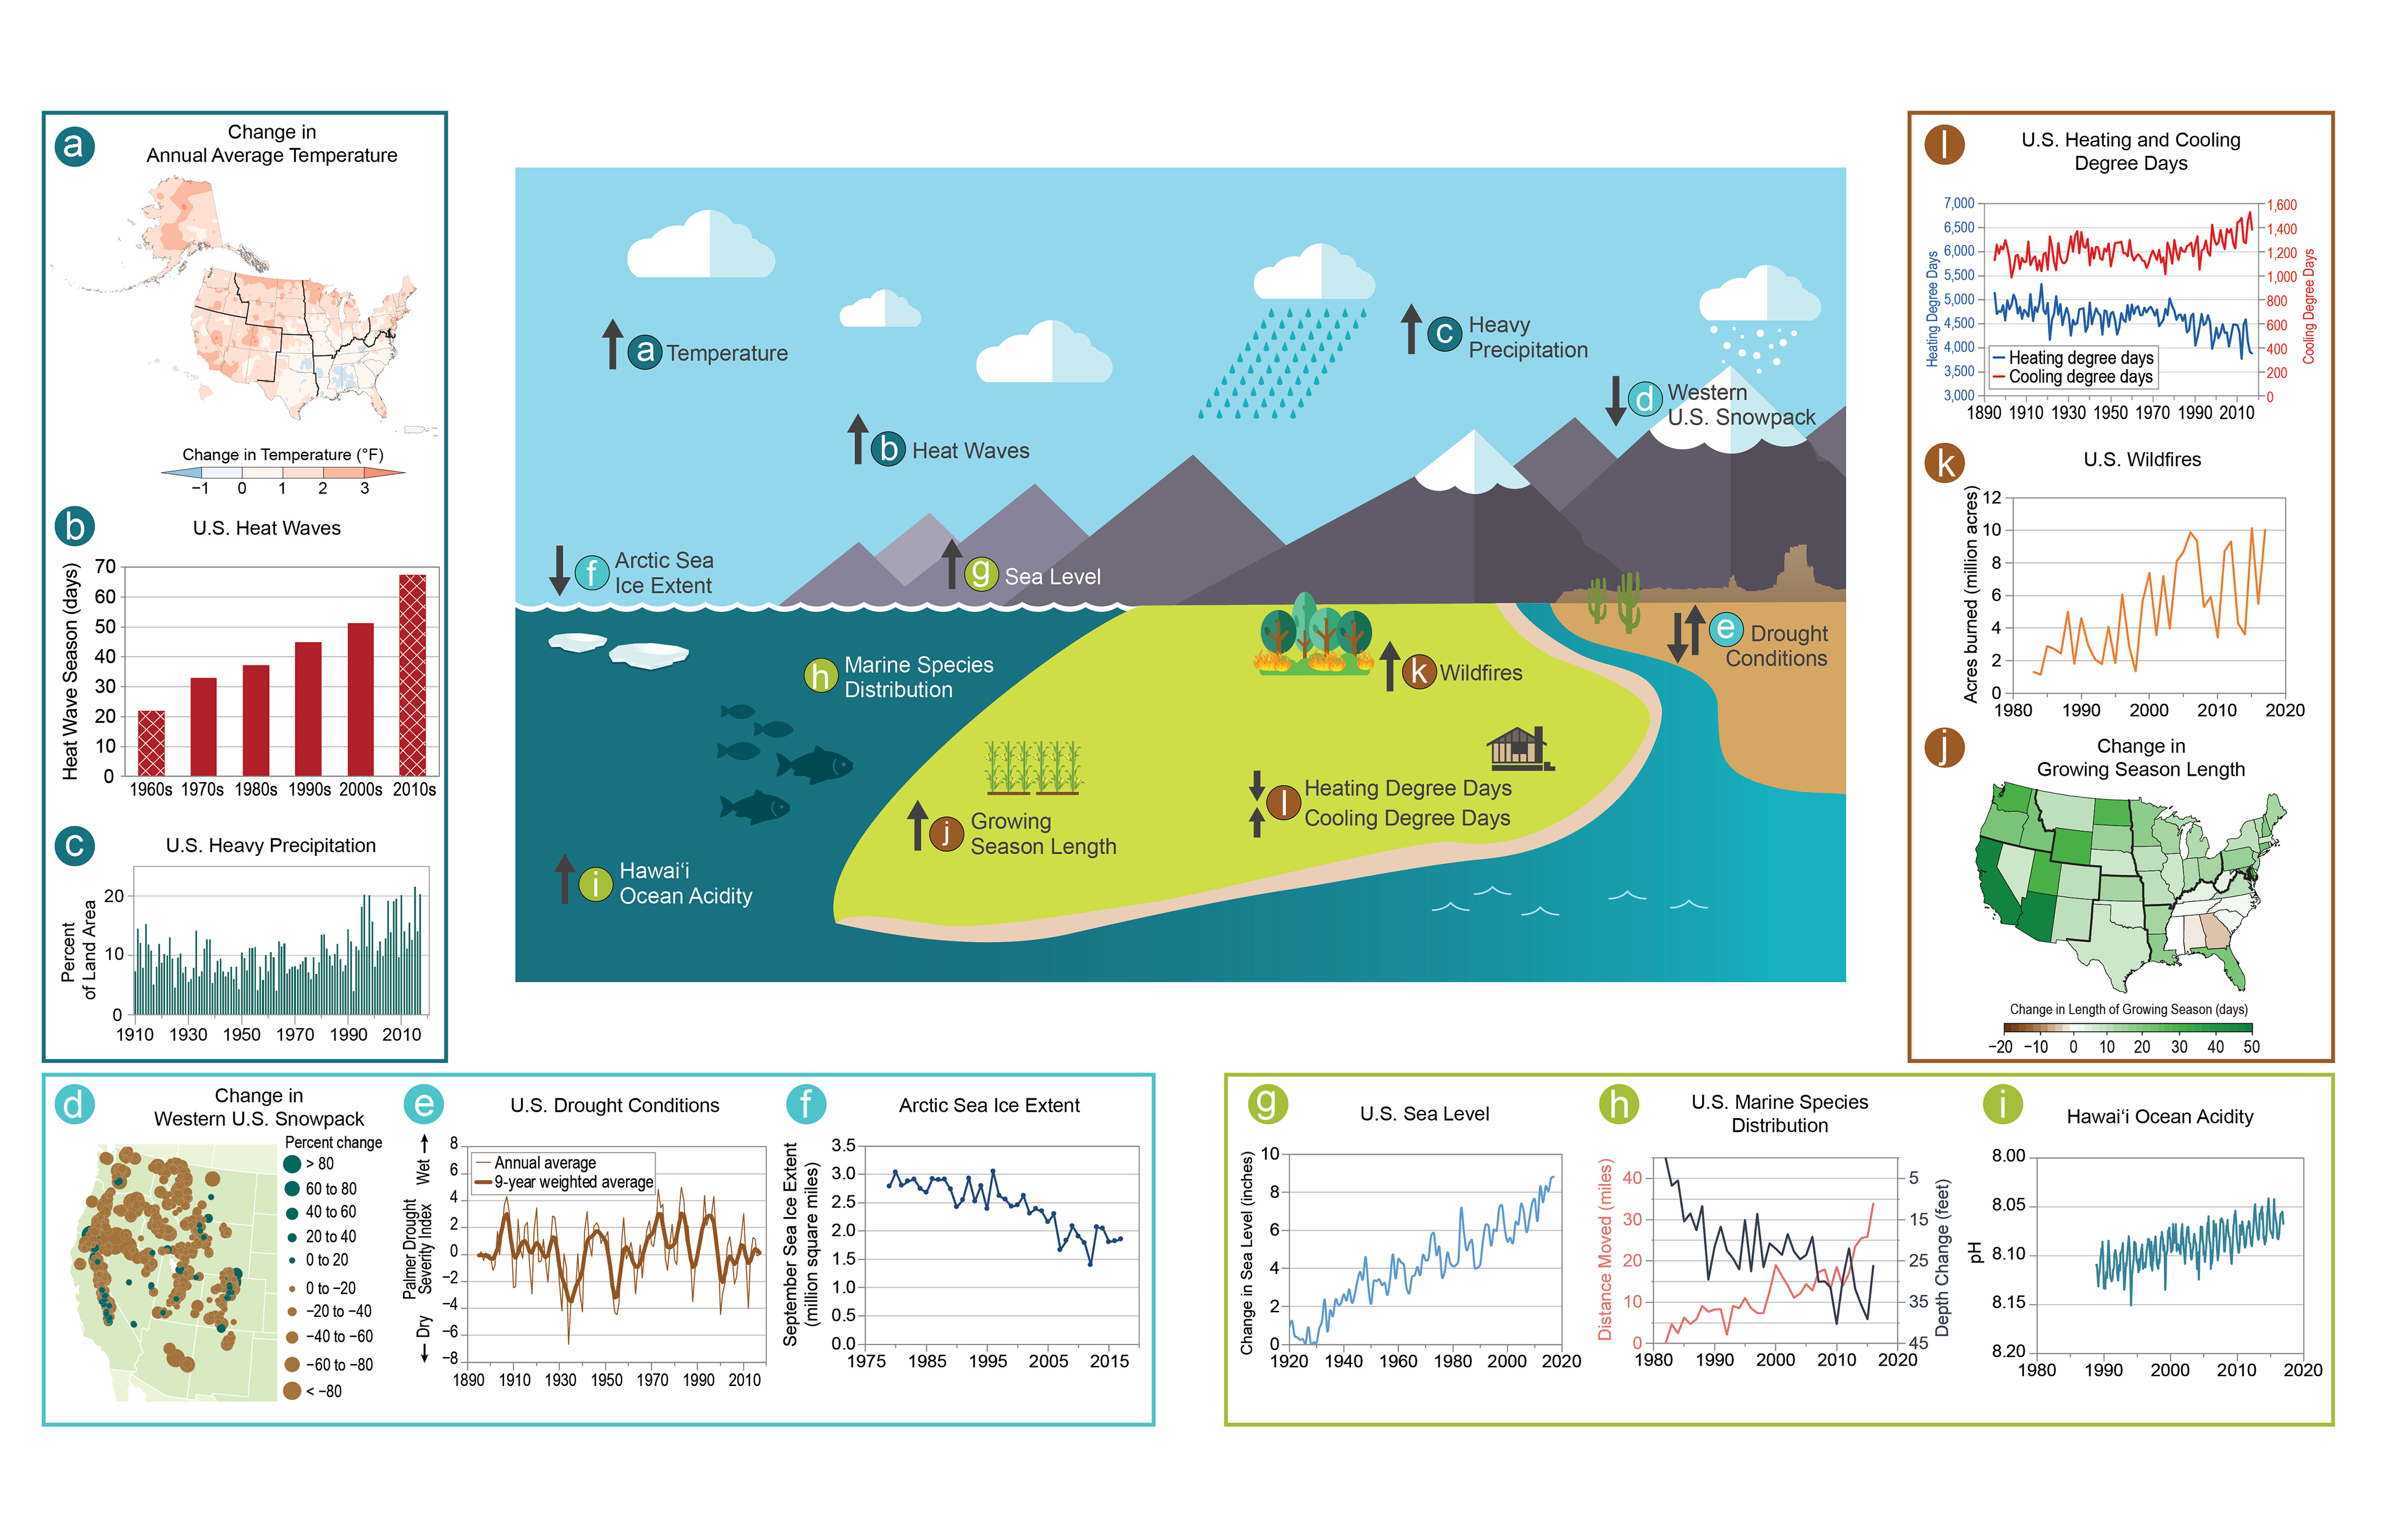 a
Change in
Annual Average Temperature
Change in Temperature (°F)
−1 0 1 2 3
b
U.S. Heat Waves
Heat Wave Season (days)
70
60
50
40
30
20
10
0
1960s 1970s 1980s 1990s 2000s 2010s
c
U.S. Heavy Precipitation
Percent
of Land Area
20
10
0
1910 1930 1950 1970 1990 2010
a Temperature
b Heat Waves
c Heavy
Precipitation
d Western
U.S. Snowpack
f Arctic Sea
Ice Extent
g Sea Level
e Drought
Conditions
h Marine Species
Distribution
k Wildfires
j Growing
Season Length
l Heating Degree Days
Cooling Degree Days
i Hawaiʻi
Ocean Acidity
l
U.S. Heating and Cooling
Degree Days
Heating Degree Days
7,000
6,500
6,000
5,500
5,000
4,500
4,000
3,500
3,000
1,600
1,400
1,200
1,000
800
600
400
200
0
Cooling Degree Days
Heating degree days
Cooling degree days
1890 1910 1930 1950 1970 1990 2010
k
U.S. Wildfires
Acres burned (million acres)
12
10
8
6
4
2
0
1980 1990 2000 2010 2020
j
Change in
Growing Season Length
Change in Length of Growing Season (days)
−20 −10 0 10 20 30 40 50
d
Change in
Western U.S. Snowpack
Percent change
> 80
60 to 80
40 to 60
20 to 40
0 to 20
0 to −20
−20 to −40
−40 to −60
−60 to −80
< −80
e
U.S. Drought Conditions
Wet
Palmer Drought
Severity Index
Dry
8
6
4
2
0
−2
−4
−6
−8
Annual average
9-year weighted average
1890 1910 1930 1950 1970 1990 2010
f
Arctic Sea Ice Extent
September Sea Ice Extent
(million square miles)
3.5
3.0
2.5
2.0
1.5
1.0
0.5
0.0
1975 1985 1995 2005 2015
g
U.S. Sea Level
Change in Sea Level (inches)
10
8
6
4
2
0
1920 1940 1960 1980 2000 2020
h
U.S. Marine Species
Distribution
Distance Moved (miles)
40
30
20
10
0
5
15
25
35
45
Depth Change (feet)
1980 1990 2000 2010 2020
i
Hawaiʻi Ocean Acidity
pH
8.00
8.05
8.10
8.15
8.20
1980 1990 2000 2010 2020